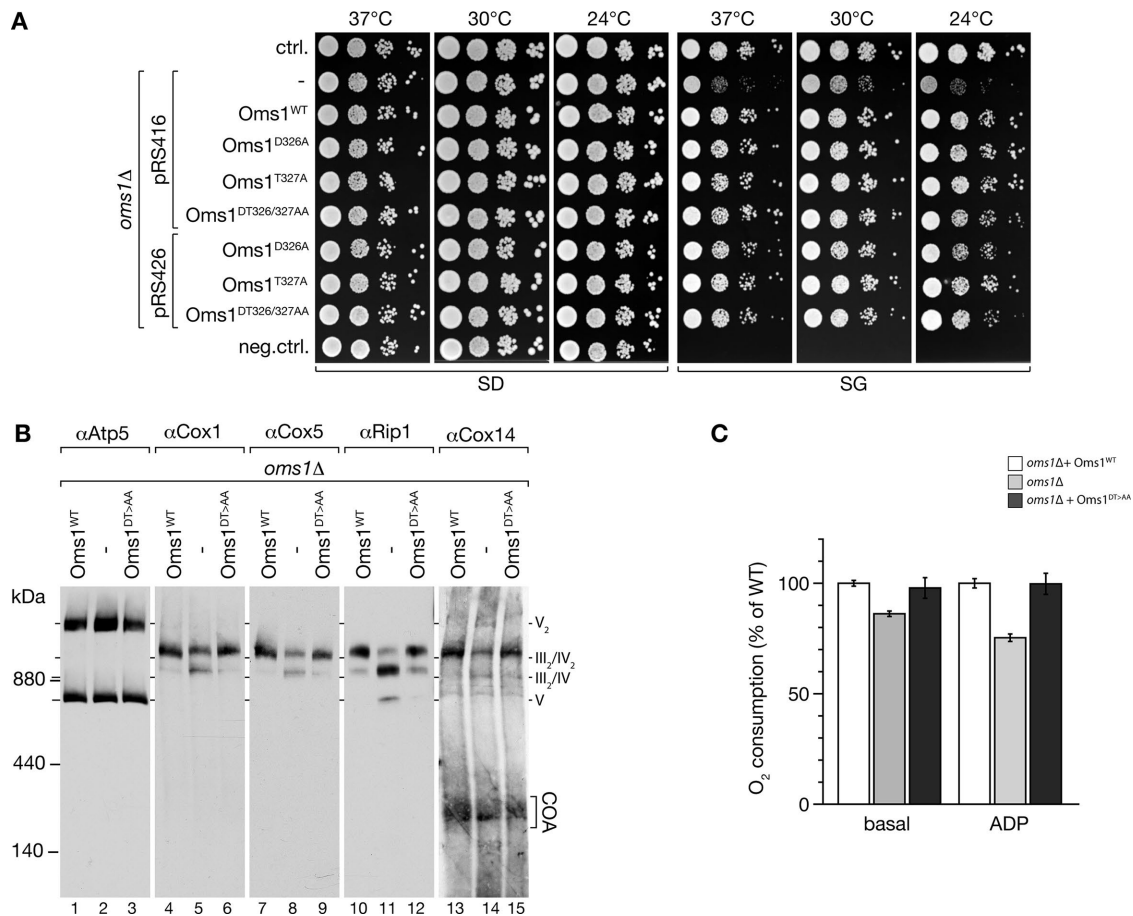 A
37°C 30°C 24°C 37°C 30°C 24°C
ctrl.
-
Oms1WT
Oms1D326A
Oms1T327A
Oms1DT326/327AA
Oms1D326A
Oms1T327A
Oms1DT326/327AA
neg.ctrl.
oms1Δ
pRS416
pRS426
SD SG
B
αAtp5 αCox1 αCox5 αRip1 αCox14
oms1Δ
Oms1WT - Oms1DT>AA Oms1WT - Oms1DT>AA Oms1WT - Oms1DT>AA Oms1WT - Oms1DT>AA Oms1WT - Oms1DT>AA
kDa
880
440
140
V2
III2/IV2
III2/IV
V
COA
1 2 3 4 5 6 7 8 9 10 11 12 13 14 15
C
oms1Δ+ Oms1WT
oms1Δ
oms1Δ + Oms1DT>AA
O2 consumption (% of WT)
100
50
0
basal ADP